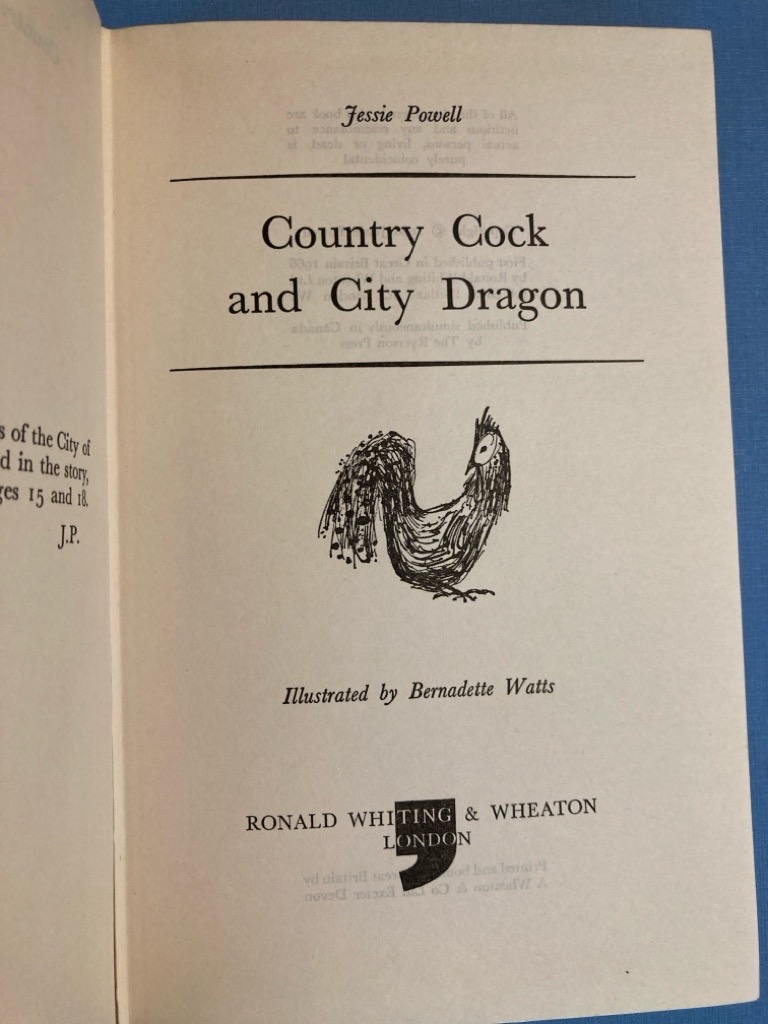 s of the City of
d in the story,
ges 15 and 18.
J.P.
Jessie Powell
Country Cock
and City Dragon
Illustrated by Bernadette Watts
RONALD WHITING & WHEATON
LONDON